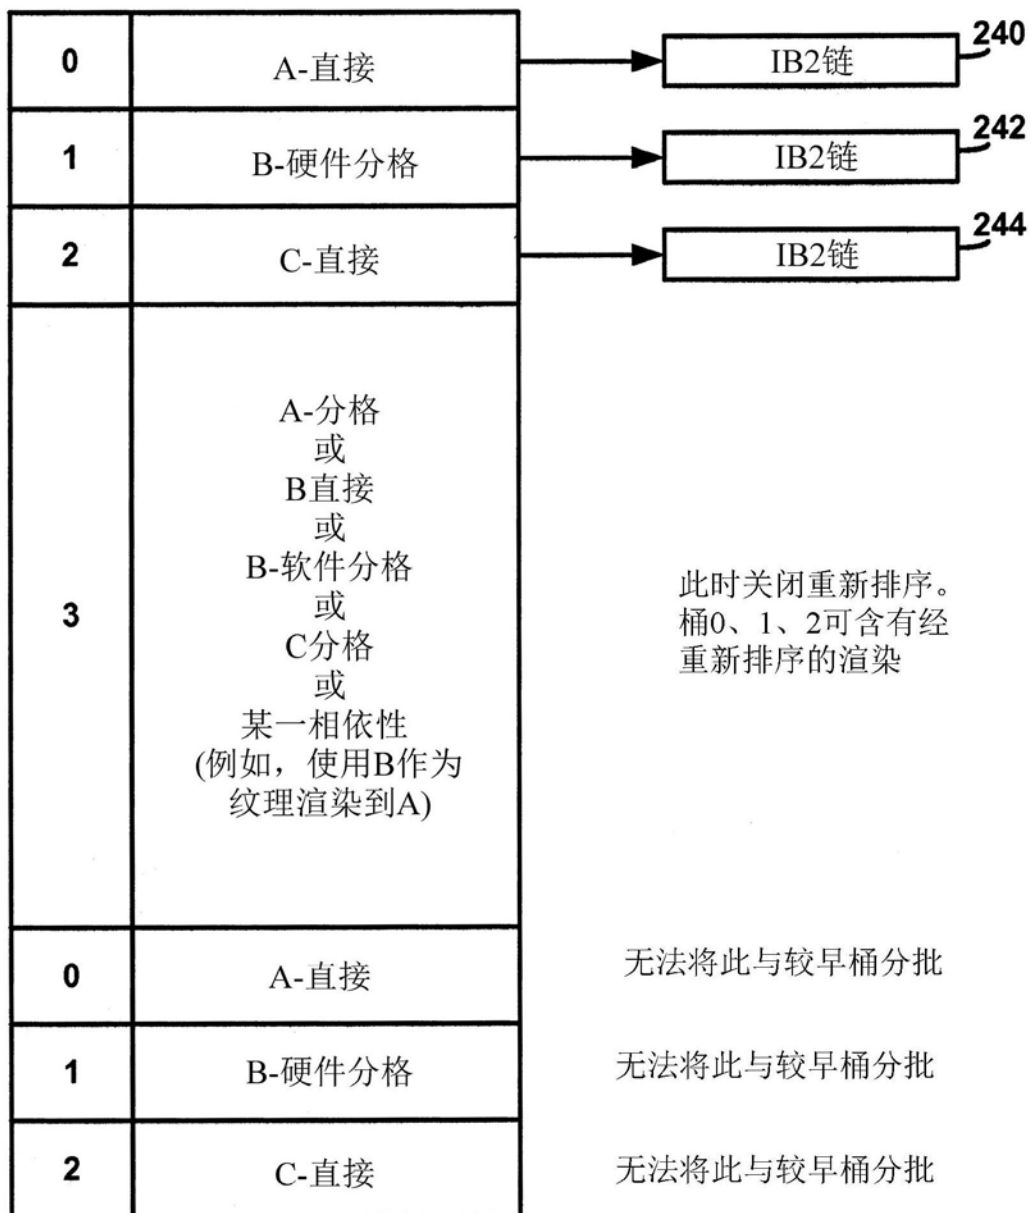 0
A-直接
IB2链
240
1
B-硬件分格
IB2链
242
2
C-直接
IB2链
244
3
A-分格
或
B直接
或
B-软件分格
或
C分格
或
某一相依性
(例如，使用B作为
纹理渲染到A)
此时关闭重新排序。
桶0、1、2可含有经
重新排序的渲染
0
A-直接
无法将此与较早桶分批
1
B-硬件分格
无法将此与较早桶分批
2
C-直接
无法将此与较早桶分批